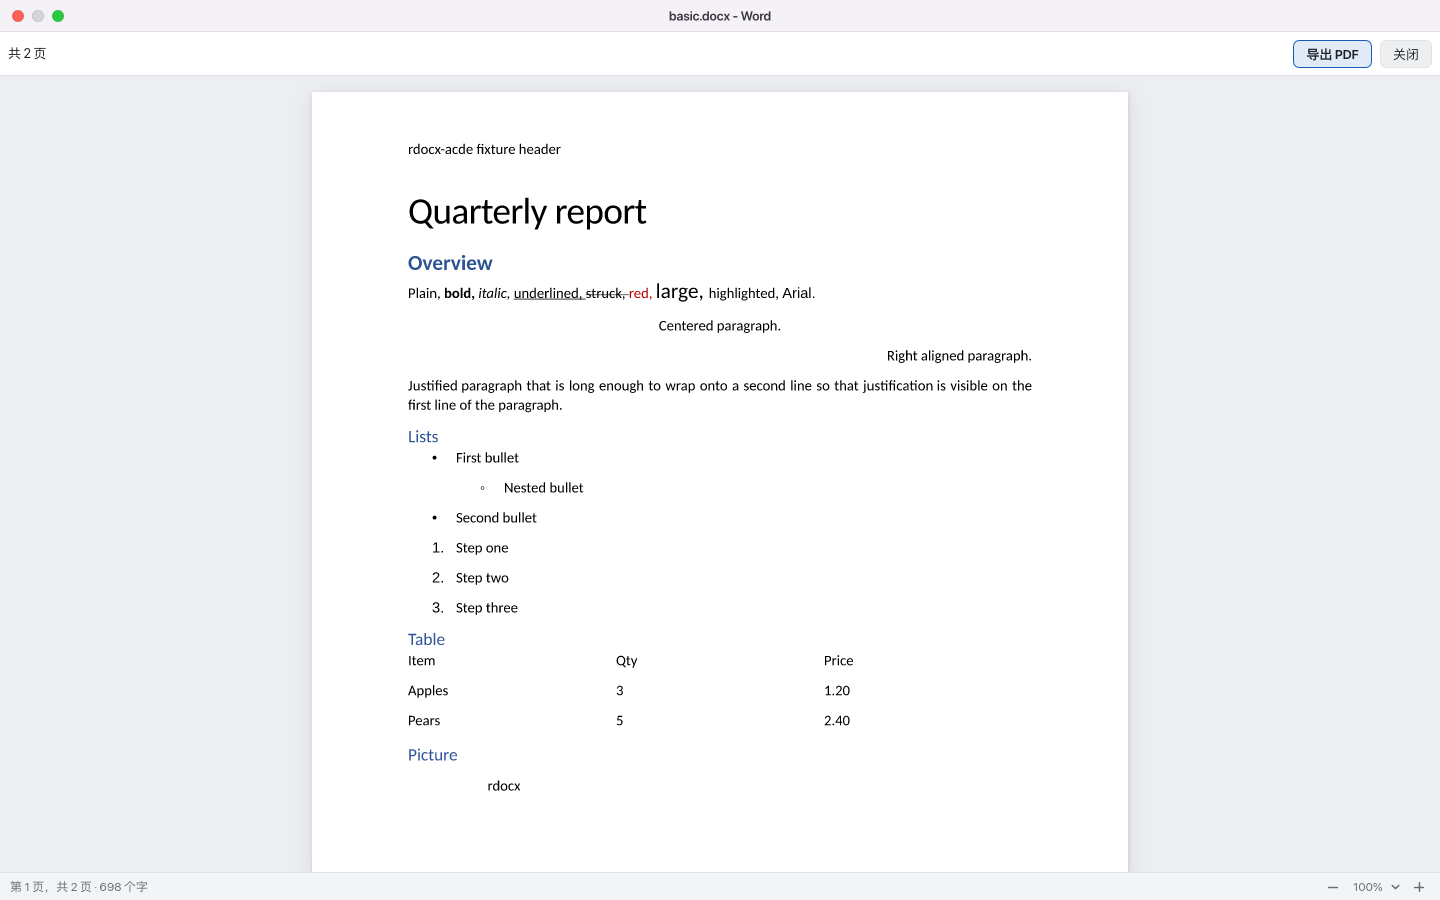 basic.docx - Word
共 2 页
导出 PDF
关闭
rdocx-acde fixture header
Quarterly report
Overview
Plain, bold, italic, underlined, struck, red, large, highlighted, Arial.
Centered paragraph.
Right aligned paragraph.
Justified paragraph that is long enough to wrap onto a second line so that justification is visible on the
first line of the paragraph.
Lists
• First bullet
◦ Nested bullet
• Second bullet
1. Step one
2. Step two
3. Step three
Table
Item Qty Price
Apples 3 1.20
Pears 5 2.40
Picture
rdocx
第 1 页，共 2 页 · 698 个字
100%